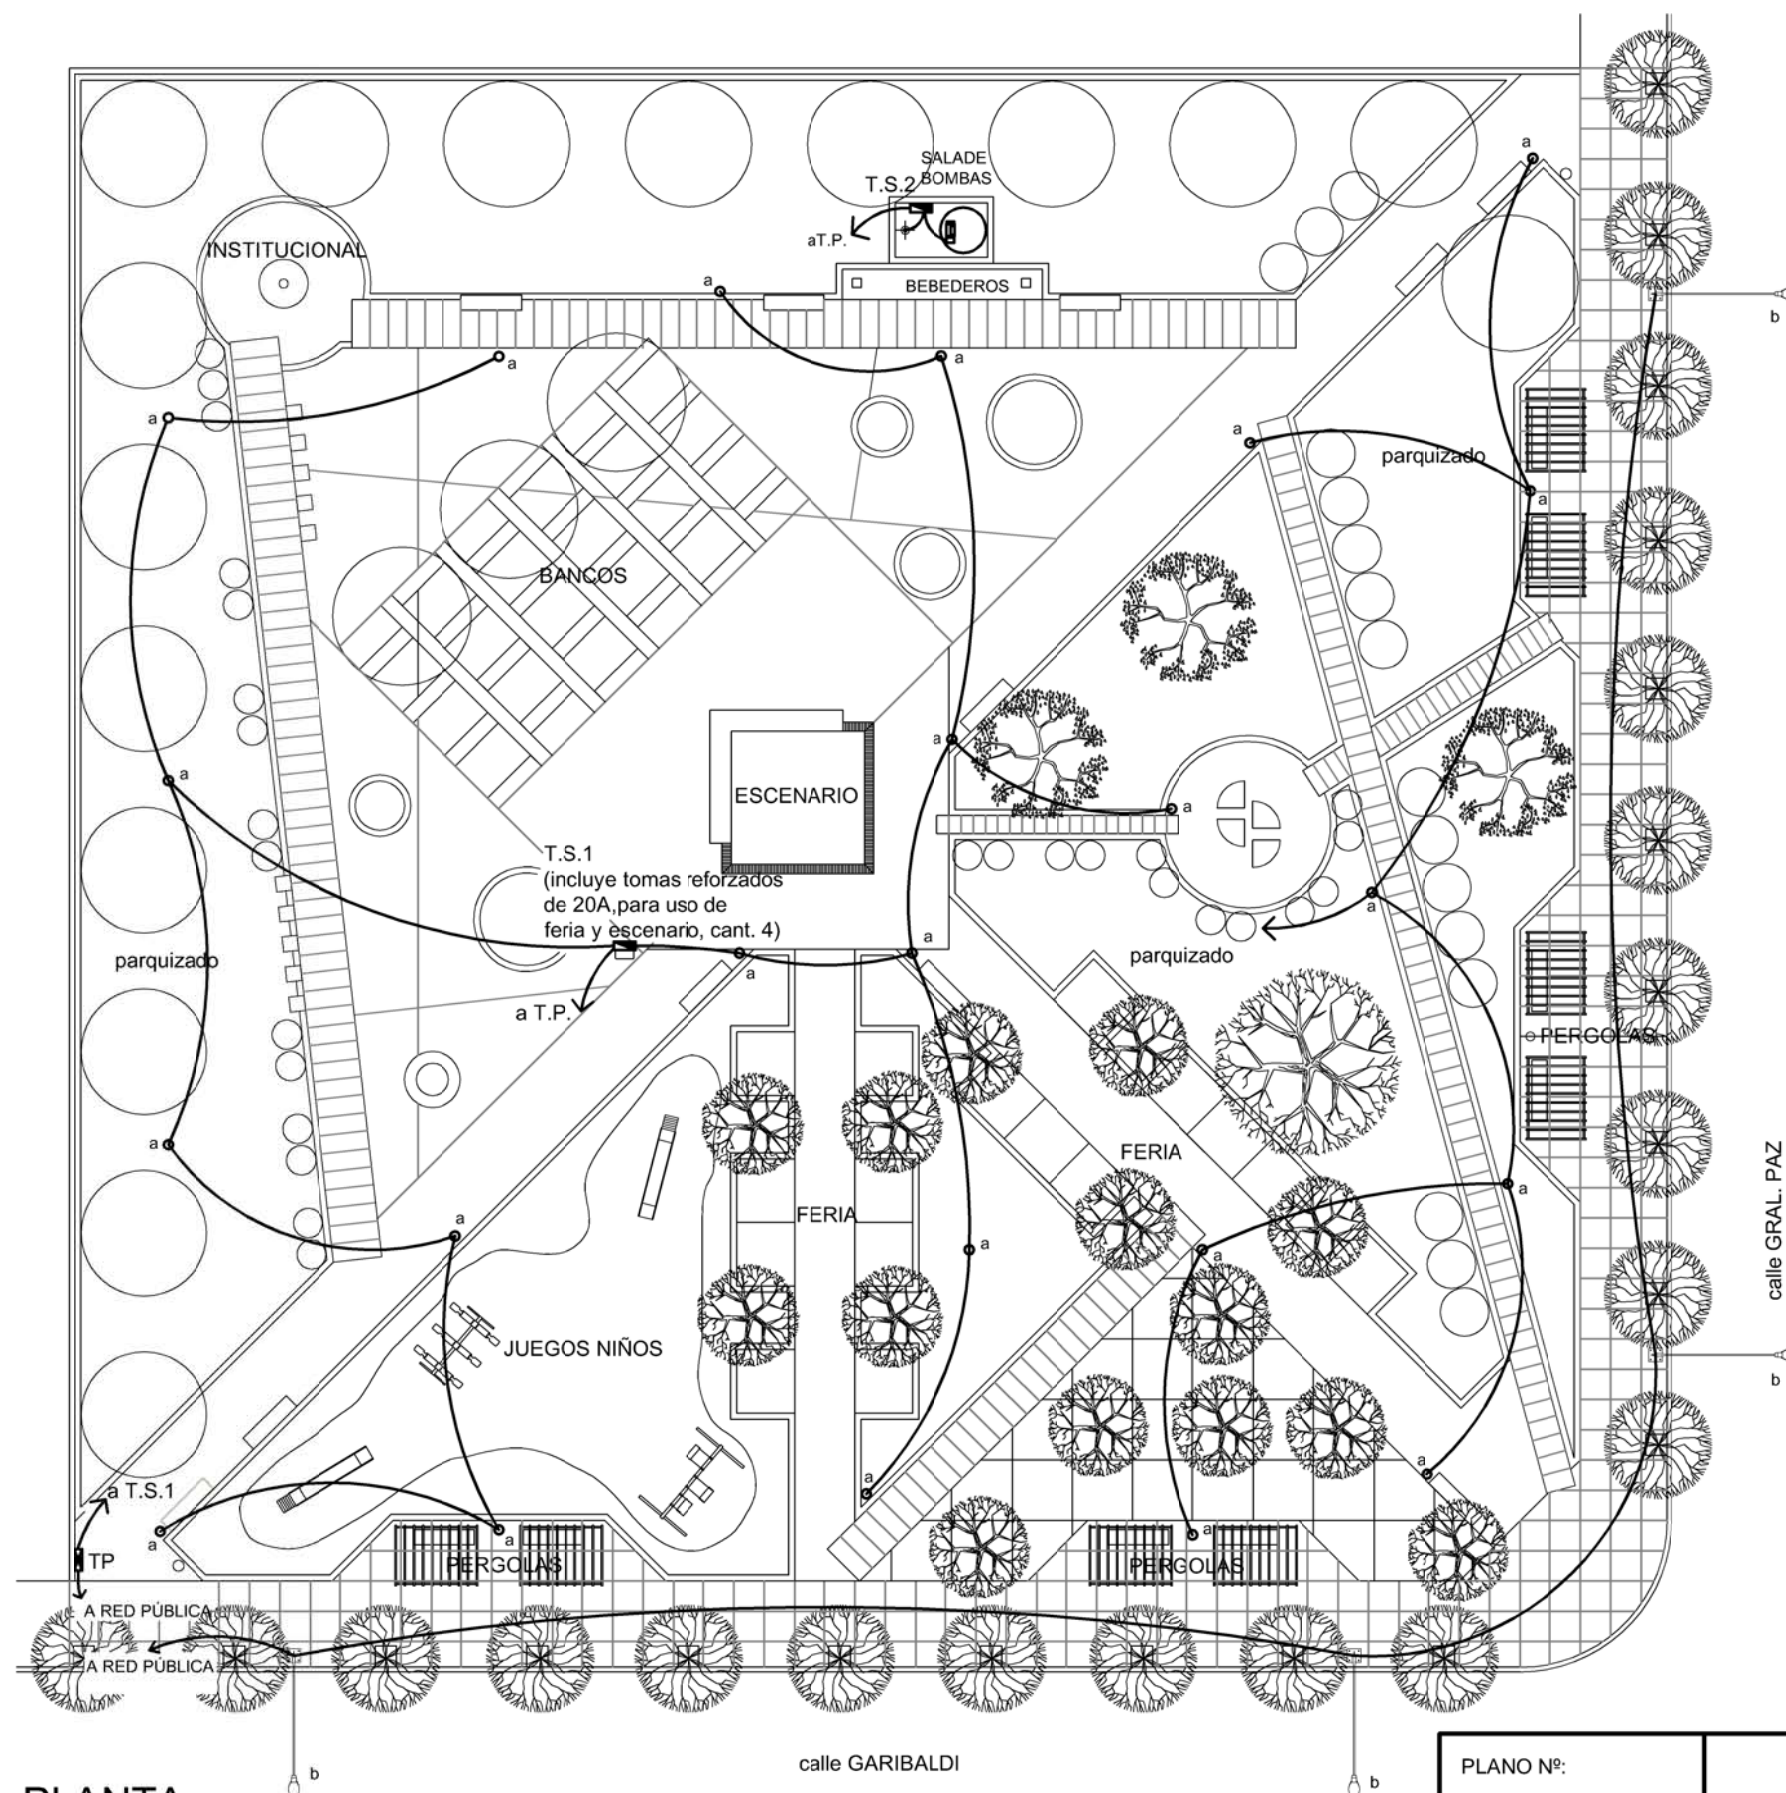 a
SALADE
BOMBAS
T.S.2
aT.P.
INSTITUCIONAL
a
BEBEDEROS
b
a
a
a
a
parquizado
a
BANCOS
a
a
ESCENARIO
a
T.S.1
(incluye tomas reforzados
de 20A,para uso de
feria y escenario, cant. 4)
a
a
a
parquizado
parquizado
a T.P.
PERGOLAS
a
FERIA
calle GRAL. PAZ
a
FERIA
a
a
a
JUEGOS NIÑOS
b
a
a
a T.S.1
a
a
a
TP
PERGOLAS
PERGOLAS
A RED PÚBLICA
A RED PÚBLICA
calle GARIBALDI
PLANO Nº:
b
b
PLANTA